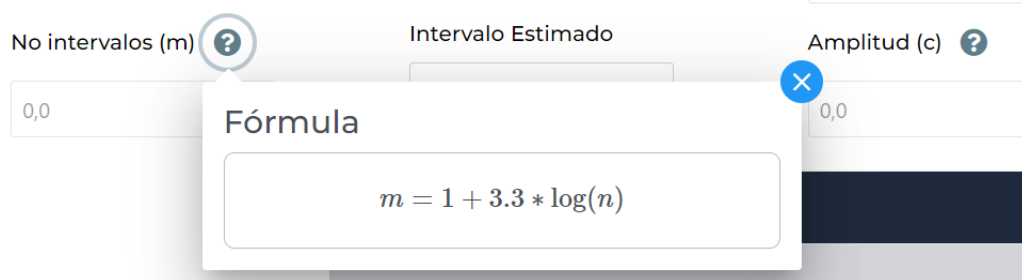 No intervalos (m) ?
Intervalo Estimado
Amplitud (c) ?
0,0
0,0
Fórmula
m = 1 + 3.3 ∗ log(n)